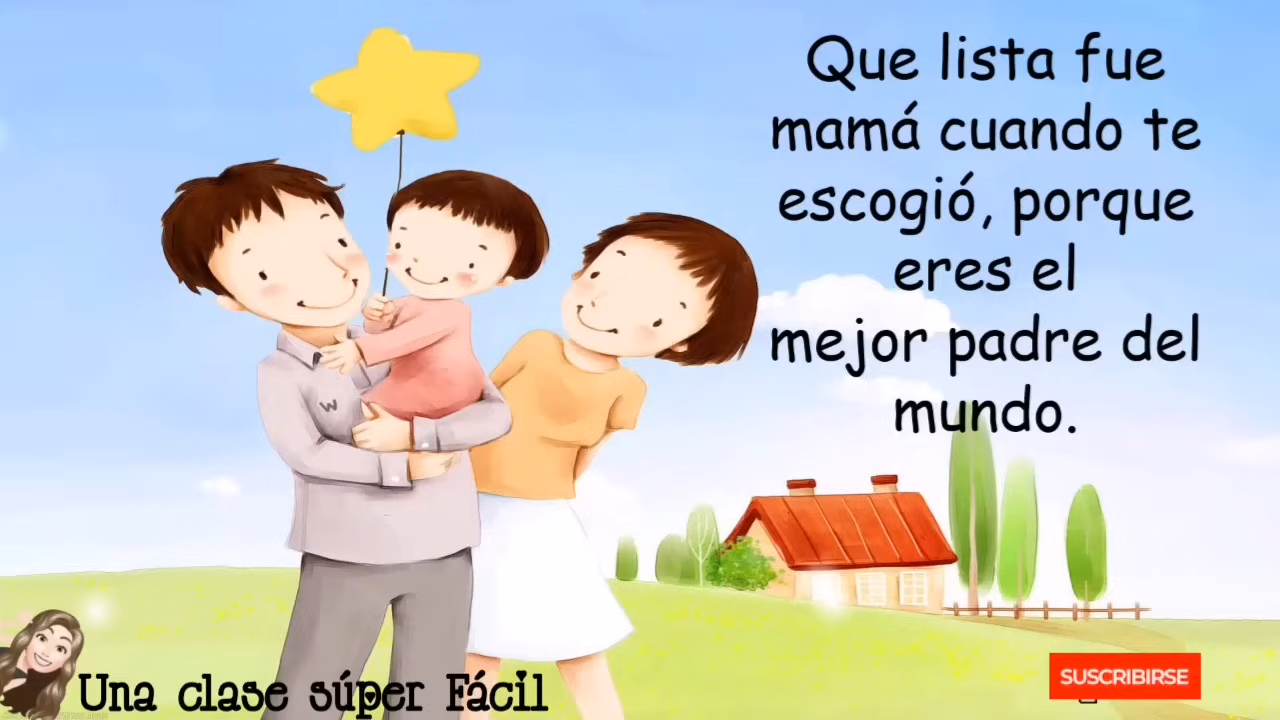 Que lista fue
mamá cuando te
escogió, porque
eres el
mejor padre del
mundo.
W
Una clase súper Fácil
SUSCRIBIRSE